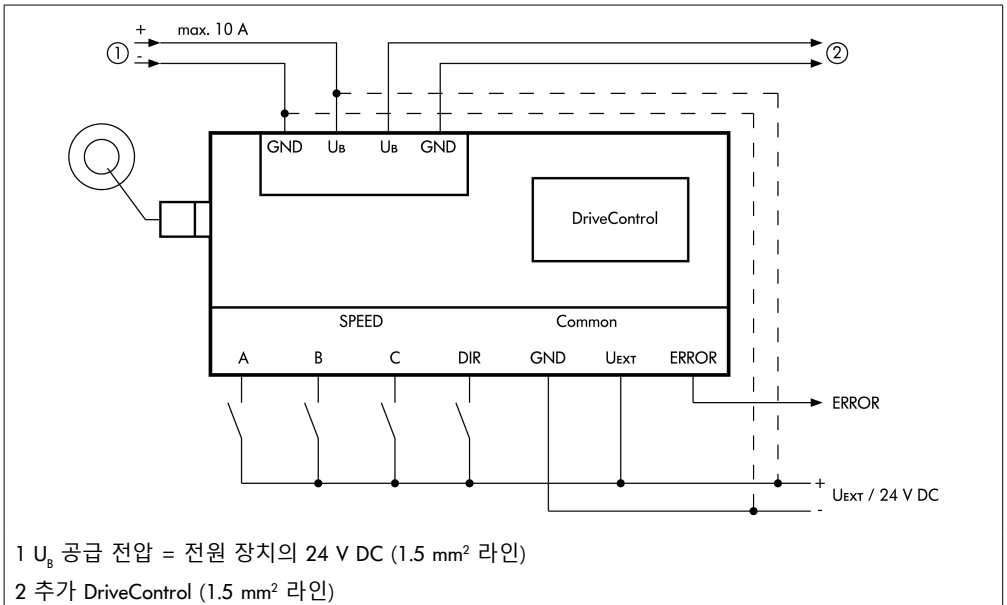 + max. 10 A
① - ②
GND UB UB GND
DriveControl
SPEED Common
A B C DIR GND UEXT ERROR
ERROR
+
UEXT / 24 V DC
-
1 UB 공급 전압 = 전원 장치의 24 V DC (1.5 mm² 라인)
2 추가 DriveControl (1.5 mm² 라인)